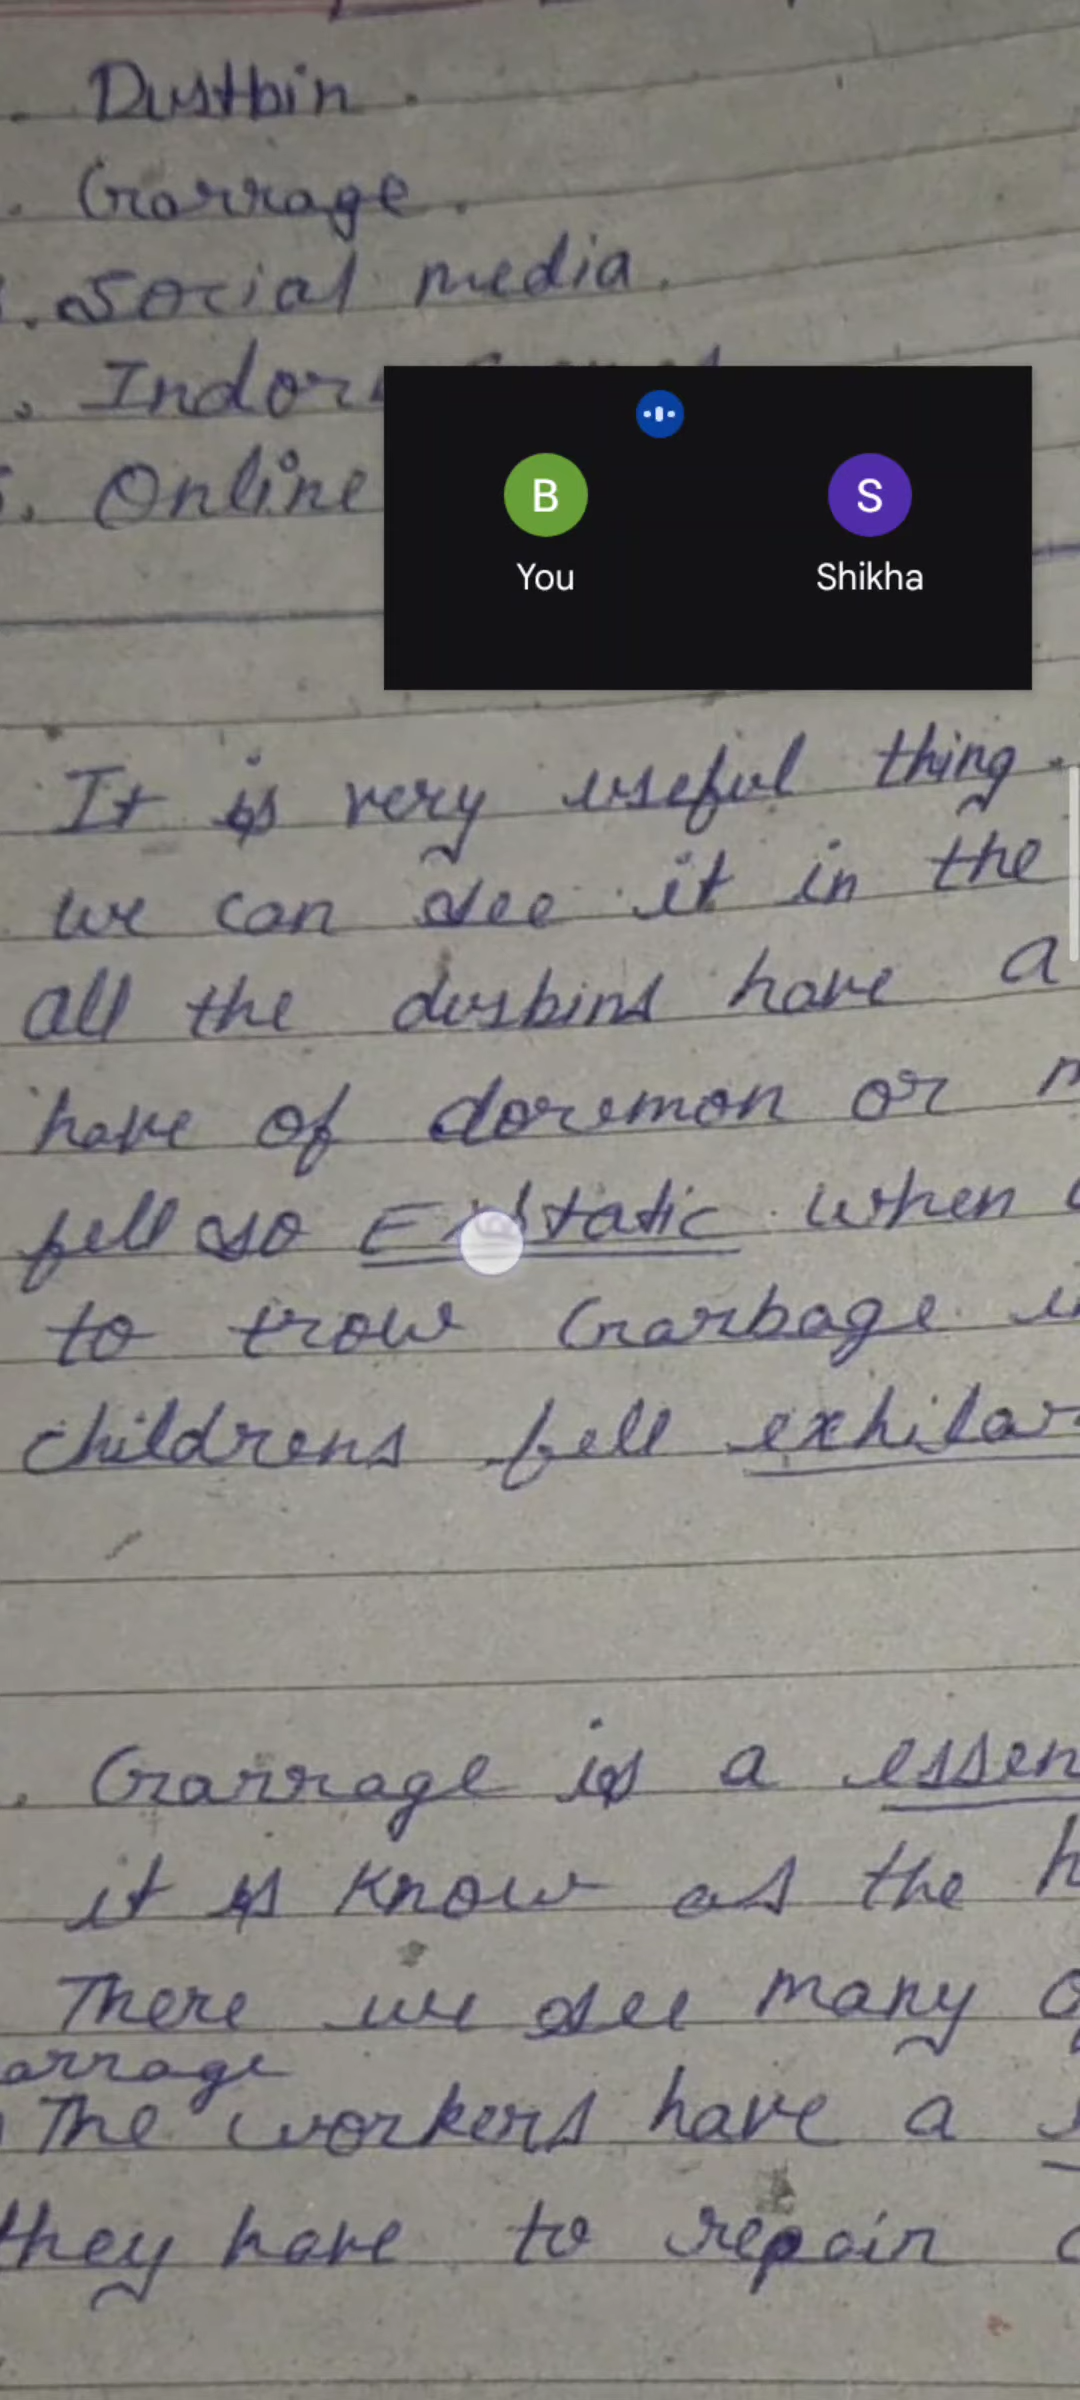 . Dustbin.
. Garrage.
. Social media.
. Indor
. Online
B
S
You
Shikha
It is very useful thing.
we can see it in the
all the dusbins have a
have of doremon or
fell so when
to trow Garbage
childrens fell exhilar
. Garrage is a essen
it is know as the h
There we see many
arrage
The workers have a
they have to repair